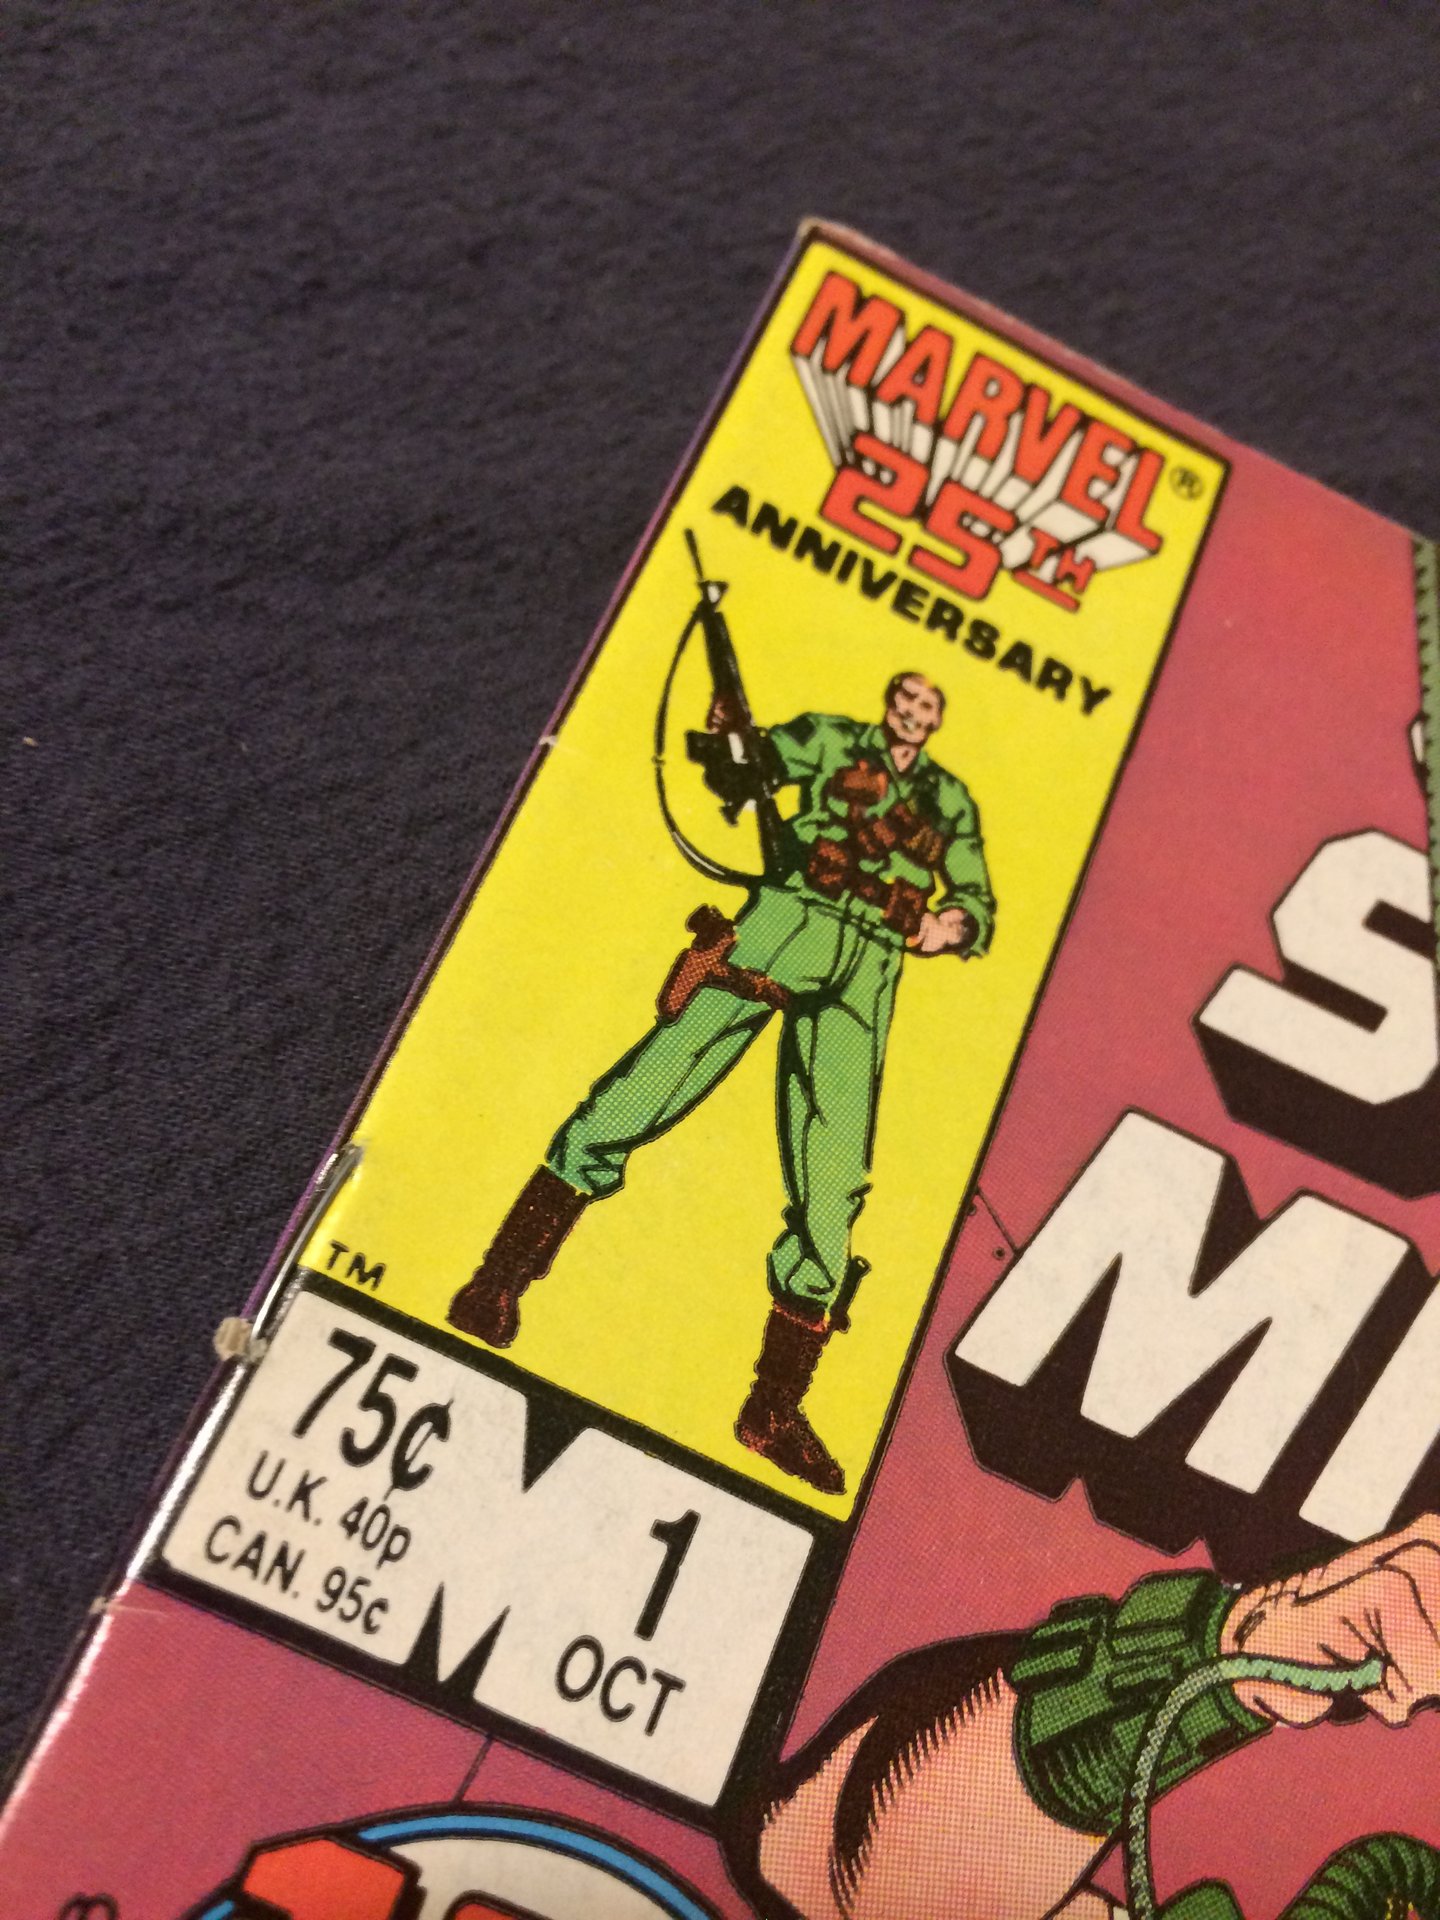 MARVEL®
25TH
ANNIVERSARY
TM
75¢
U.K. 40p
CAN. 95¢
1
OCT